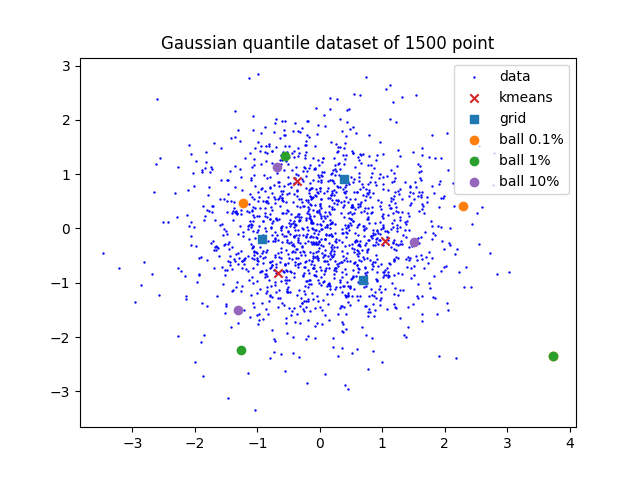 Gaussian quantile dataset of 1500 point
data
kmeans
grid
ball 0.1%
ball 1%
ball 10%
3
2
1
0
−1
−2
−3
−3 −2 −1 0 1 2 3 4